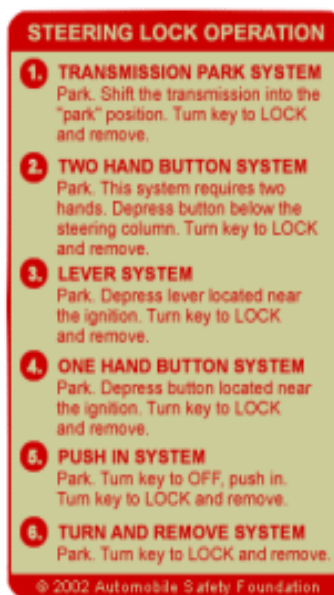 STEERING LOCK OPERATION
1. TRANSMISSION PARK SYSTEM
Park. Shift the transmission into the
"park" position. Turn key to LOCK
and remove.
2. TWO HAND BUTTON SYSTEM
Park. This system requires two
hands. Depress button below the
steering column. Turn key to LOCK
and remove.
3. LEVER SYSTEM
Park. Depress lever located near
the ignition. Turn key to LOCK
and remove.
4. ONE HAND BUTTON SYSTEM
Park. Depress button located near
the ignition. Turn key to LOCK
and remove.
5. PUSH IN SYSTEM
Park. Turn key to OFF, push in.
Turn key to LOCK and remove.
6. TURN AND REMOVE SYSTEM
Park. Turn key to LOCK and remove.
© 2002 Automobile Safety Foundation